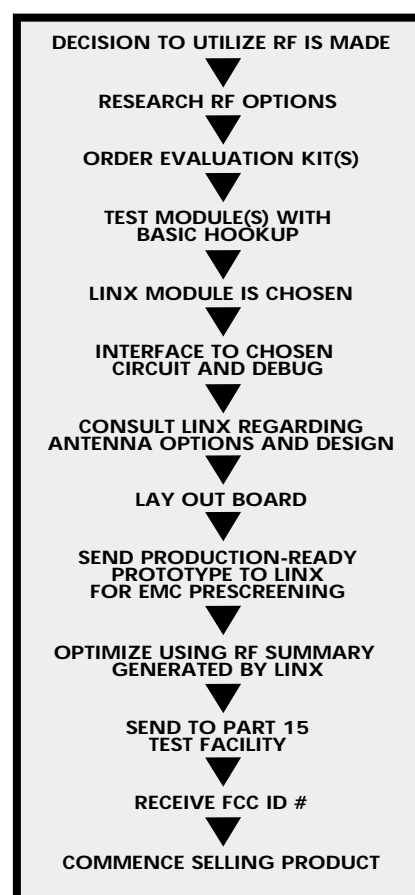 DECISION TO UTILIZE RF IS MADE
RESEARCH RF OPTIONS
ORDER EVALUATION KIT(S)
TEST MODULE(S) WITH
BASIC HOOKUP
LINX MODULE IS CHOSEN
INTERFACE TO CHOSEN
CIRCUIT AND DEBUG
CONSULT LINX REGARDING
ANTENNA OPTIONS AND DESIGN
LAY OUT BOARD
SEND PRODUCTION-READY
PROTOTYPE TO LINX
FOR EMC PRESCREENING
OPTIMIZE USING RF SUMMARY
GENERATED BY LINX
SEND TO PART 15
TEST FACILITY
RECEIVE FCC ID #
COMMENCE SELLING PRODUCT